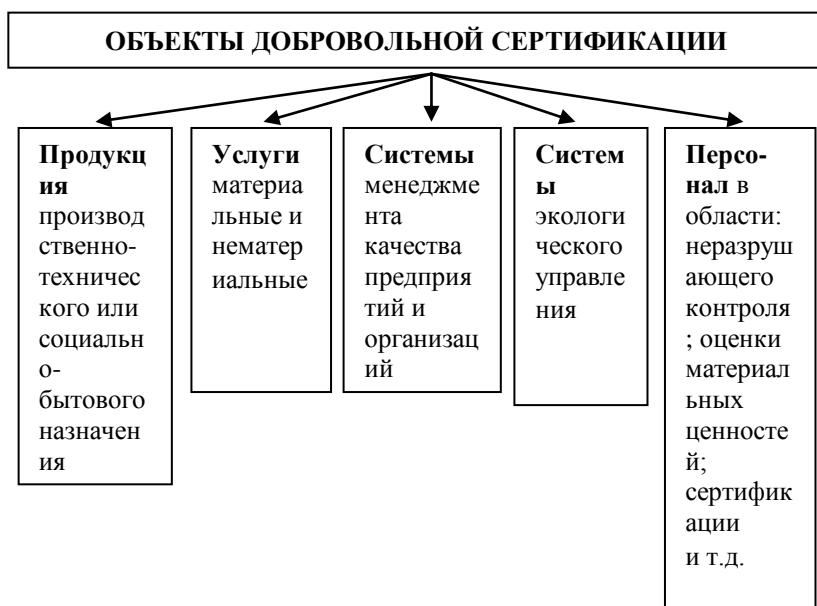 ОБЪЕКТЫ ДОБРОВОЛЬНОЙ СЕРТИФИКАЦИИ
Продукц
ия
производ
ственно-
техничес
кого или
социальн
о-
бытового
назначен
ия
Услуги
материа
льные и
нематер
иальные
Системы
менеджме
нта
качества
предприя
тий и
организац
ий
Систем
ы
экологи
ческого
управле
ния
Персо-
нал в
области:
неразруш
ающего
контроля
; оценки
материал
ьных
ценносте
й;
сертифик
ации
и т.д.